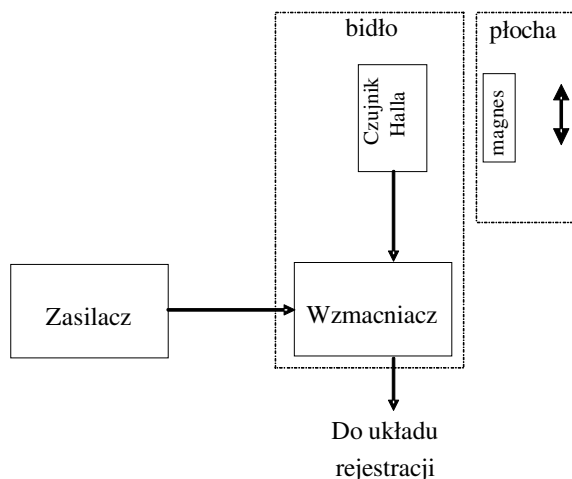 bidło
płocha
Czujnik
Halla
magnes
Zasilacz
Wzmacniacz
Do układu
rejestracji